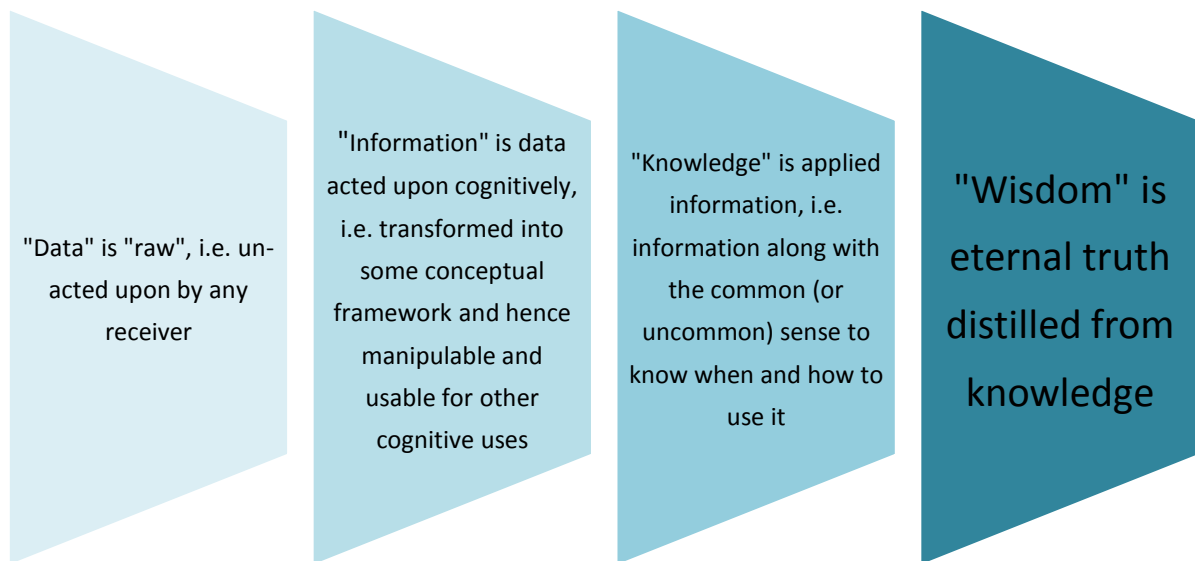 "Data" is "raw", i.e. un-
acted upon by any
receiver
"Information" is data
acted upon cognitively,
i.e. transformed into
some conceptual
framework and hence
manipulable and
usable for other
cognitive uses
"Knowledge" is applied
information, i.e.
information along with
the common (or
uncommon) sense to
know when and how to
use it
"Wisdom" is
eternal truth
distilled from
knowledge